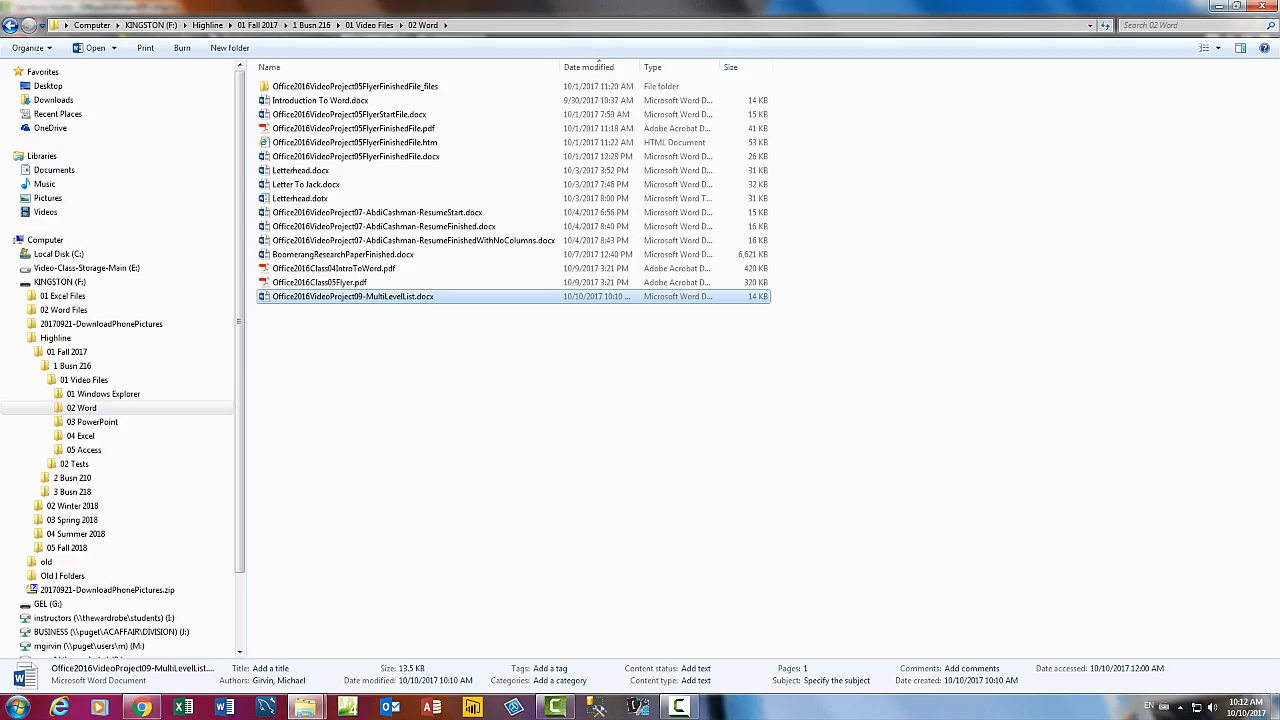 Computer ▸ KINGSTON (F:) ▸ Highline ▸ 01 Fall 2017 ▸ 1 Busn 216 ▸ 01 Video Files ▸ 02 Word ▸
Search 02 Word
Organize Open Print Burn New folder
Name Date modified Type Size
Office2016VideoProject05FlyerFinishedFile_files 10/1/2017 11:20 AM File folder
Introduction To Word.docx 9/30/2017 10:37 AM Microsoft Word D... 14 KB
Office2016VideoProject05FlyerStartFile.docx 10/1/2017 7:59 AM Microsoft Word D... 15 KB
Office2016VideoProject05FlyerFinishedFile.pdf 10/1/2017 11:18 AM Adobe Acrobat D... 41 KB
Office2016VideoProject05FlyerFinishedFile.htm 10/1/2017 11:22 AM HTML Document 53 KB
Office2016VideoProject05FlyerFinishedFile.docx 10/1/2017 12:28 PM Microsoft Word D... 26 KB
Letterhead.docx 10/3/2017 3:52 PM Microsoft Word D... 31 KB
Letter To Jack.docx 10/3/2017 7:46 PM Microsoft Word D... 32 KB
Letterhead.dotx 10/3/2017 8:00 PM Microsoft Word T... 31 KB
Office2016VideoProject07-AbdiCashman-ResumeStart.docx 10/4/2017 6:56 PM Microsoft Word D... 15 KB
Office2016VideoProject07-AbdiCashman-ResumeFinished.docx 10/4/2017 8:40 PM Microsoft Word D... 16 KB
Office2016VideoProject07-AbdiCashman-ResumeFinishedWithNoColumns.docx 10/4/2017 8:43 PM Microsoft Word D... 16 KB
BoomerangResearchPaperFinished.docx 10/7/2017 12:40 PM Microsoft Word D... 6,621 KB
Office2016Class04IntroToWord.pdf 10/9/2017 3:21 PM Adobe Acrobat D... 420 KB
Office2016Class05Flyer.pdf 10/9/2017 3:21 PM Adobe Acrobat D... 320 KB
Office2016VideoProject09-MultiLevelList.docx 10/10/2017 10:10 ... Microsoft Word D... 14 KB
Favorites
Desktop
Downloads
Recent Places
OneDrive
Libraries
Documents
Music
Pictures
Videos
Computer
Local Disk (C:)
Video-Class-Storage-Main (E:)
KINGSTON (F:)
01 Excel Files
02 Word Files
20170921-DownloadPhonePictures
Highline
01 Fall 2017
1 Busn 216
01 Video Files
01 Windows Explorer
02 Word
03 PowerPoint
04 Excel
05 Access
02 Tests
2 Busn 210
3 Busn 218
02 Winter 2018
03 Spring 2018
04 Summer 2018
05 Fall 2018
old
Old I Folders
20170921-DownloadPhonePictures.zip
GEL (G:)
instructors (\\thewardrobe\students) (I:)
BUSINESS (\\puget\ACAFFAIR\DIVISION) (J:)
mgirvin (\\puget\users\m) (M:)
Office2016VideoProject09-MultiLevelList.... Title: Add a title Size: 13.5 KB Tags: Add a tag Content status: Add text Pages: 1 Comments: Add comments Date accessed: 10/10/2017 12:00 AM
Microsoft Word Document Authors: Girvin, Michael Date modified: 10/10/2017 10:10 AM Categories: Add a category Content type: Add text Subject: Specify the subject Date created: 10/10/2017 10:10 AM
EN 10:12 AM
10/10/2017